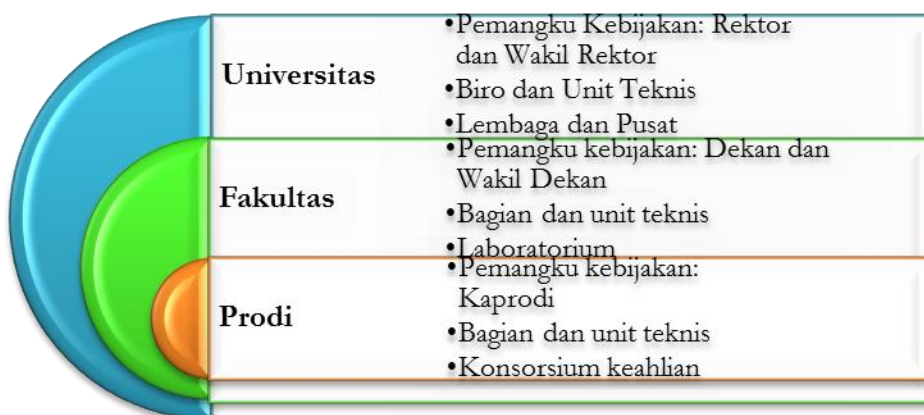 Universitas
•Pemangku Kebijakan: Rektor
dan Wakil Rektor
•Biro dan Unit Teknis
•Lembaga dan Pusat
Fakultas
•Pemangku kebijakan: Dekan dan
Wakil Dekan
•Bagian dan unit teknis
•Laboratorium
Prodi
•Pemangku kebijakan:
Kaprodi
•Bagian dan unit teknis
•Konsorsium keahlian